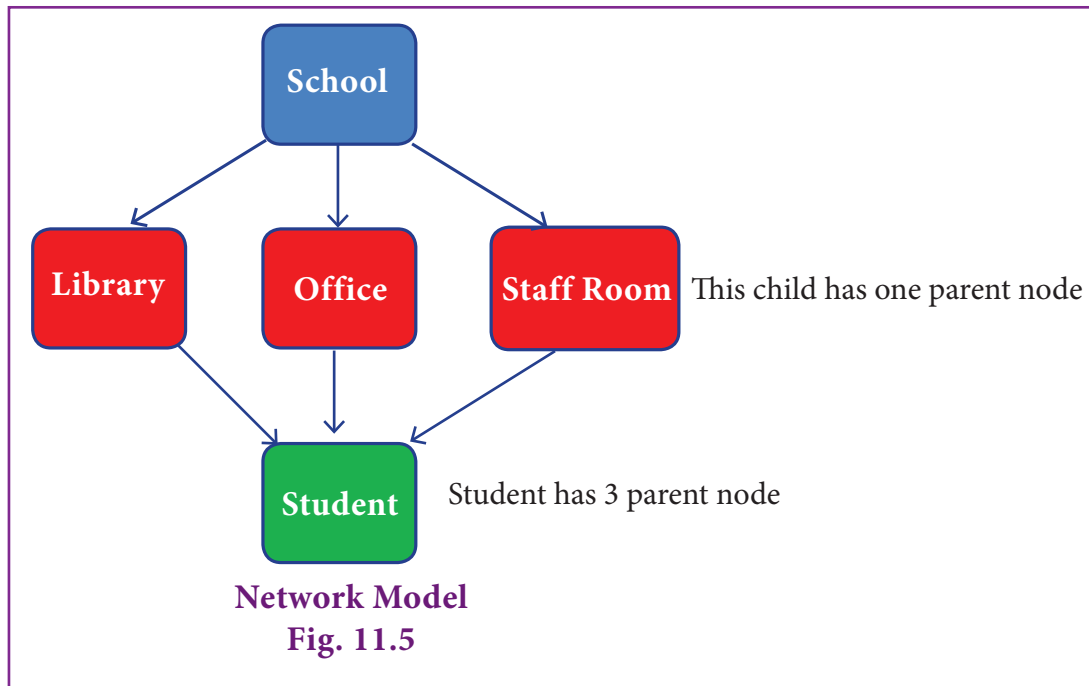 School
Library
Office
Staff Room
This child has one parent node
Student
Student has 3 parent node
Network Model
Fig. 11.5